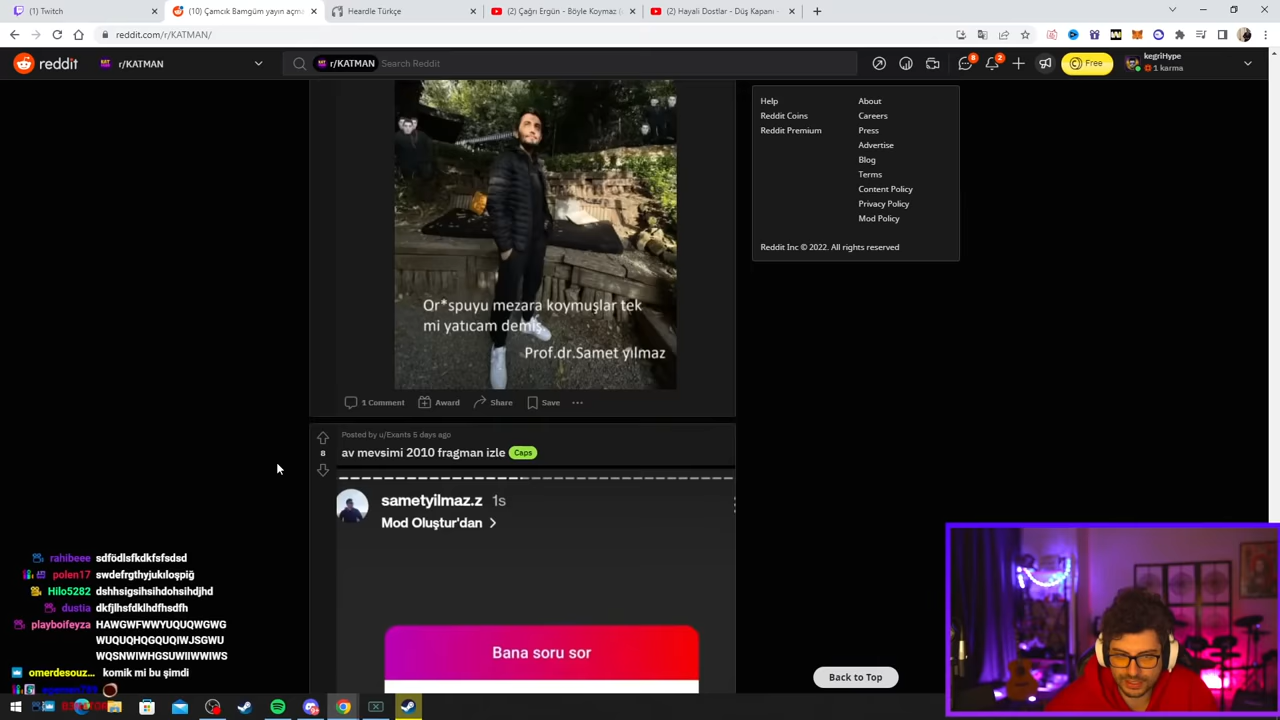 (1) Twitch
(10) Çamcık Bamgüm yayın açma
Heardle Türkçe
(2) Çağrı Ergün - Böyle Koymaz (
(2) Hayali Dostlar - Düş Kapanı -
reddit.com/r/KATMAN/
reddit
r/KATMAN
r/KATMAN
Search Reddit
8
2
Free
kegriHype
1 karma
Help
About
Reddit Coins
Careers
Reddit Premium
Press
Advertise
Blog
Terms
Content Policy
Privacy Policy
Mod Policy
Reddit Inc © 2022. All rights reserved
Or*spuyu mezara koymuşlar tek
mi yatıcam demiş.
Prof.dr.Samet yılmaz
1 Comment
Award
Share
Save
Posted by u/Exants 5 days ago
8
av mevsimi 2010 fragman izle
Caps
sametyilmaz.z 1s
Mod Oluştur'dan
Bana soru sor
Back to Top
rahibeee sdfödlsfkdkfsfsdsd
polen17 swdefrgthyjukıloşpiğ
Hilo5282 dshhsigsihsihdohsihdjhd
dustia dkfjlhsfdklhdfhsdfh
playboifeyza HAWGWFWWYUQUQWGWG
WUQUQHQGQUQIWJSGWU
WQSNWIWHGSUWIIWWIWS
omerdesouz... komik mi bu şimdi